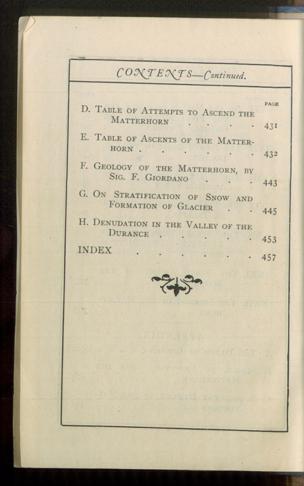 CONTENTS—Continued.
PAGE
D. TABLE OF ATTEMPTS TO ASCEND THE
MATTERHORN . . . . 431
E. TABLE OF ASCENTS OF THE MATTER-
HORN . . . . . . 432
F. GEOLOGY OF THE MATTERHORN, BY
SIG. F. GIORDANO . . . 443
G. ON STRATIFICATION OF SNOW AND
FORMATION OF GLACIER . . 445
H. DENUDATION IN THE VALLEY OF THE
DURANCE . . . . . 453
INDEX . . . . . . 457